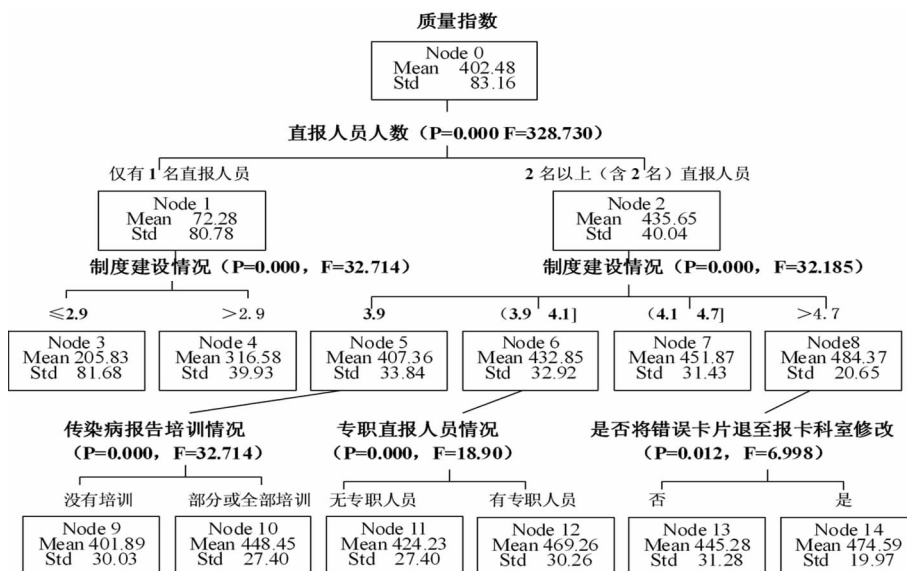 质量指数
Node 0
Mean 402.48
Std 83.16
直报人员人数（P=0.000 F=328.730）
仅有 1 名直报人员
2 名以上（含 2 名）直报人员
Node 1
Mean 72.28
Std 80.78
Node 2
Mean 435.65
Std 40.04
制度建设情况（P=0.000，F=32.714）
制度建设情况（P=0.000，F=32.185）
≤2.9
>2.9
3.9
(3.9 4.1]
(4.1 4.7]
>4.7
Node 3
Mean 205.83
Std 81.68
Node 4
Mean 316.58
Std 39.93
Node 5
Mean 407.36
Std 33.84
Node 6
Mean 432.85
Std 32.92
Node 7
Mean 451.87
Std 31.43
Node8
Mean 484.37
Std 20.65
传染病报告培训情况
（P=0.000，F=32.714）
专职直报人员情况
（P=0.000，F=18.90）
是否将错误卡片退至报卡科室修改
（P=0.012，F=6.998）
没有培训
部分或全部培训
无专职人员
有专职人员
否
是
Node 9
Mean 401.89
Std 30.03
Node 10
Mean 448.45
Std 27.40
Node 11
Mean 424.23
Std 27.40
Node 12
Mean 469.26
Std 30.26
Node 13
Mean 445.28
Std 31.28
Node 14
Mean 474.59
Std 19.97